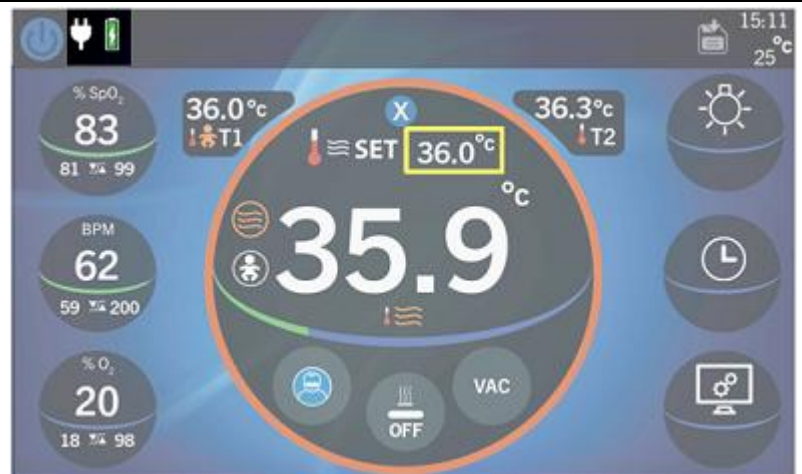 15:11
25°c
% SpO₂
83
81 99
36.0°c
T1
X
SET 36.0°c
36.3°c
T2
°c
35.9
BPM
62
59 200
% O₂
20
18 98
OFF
VAC